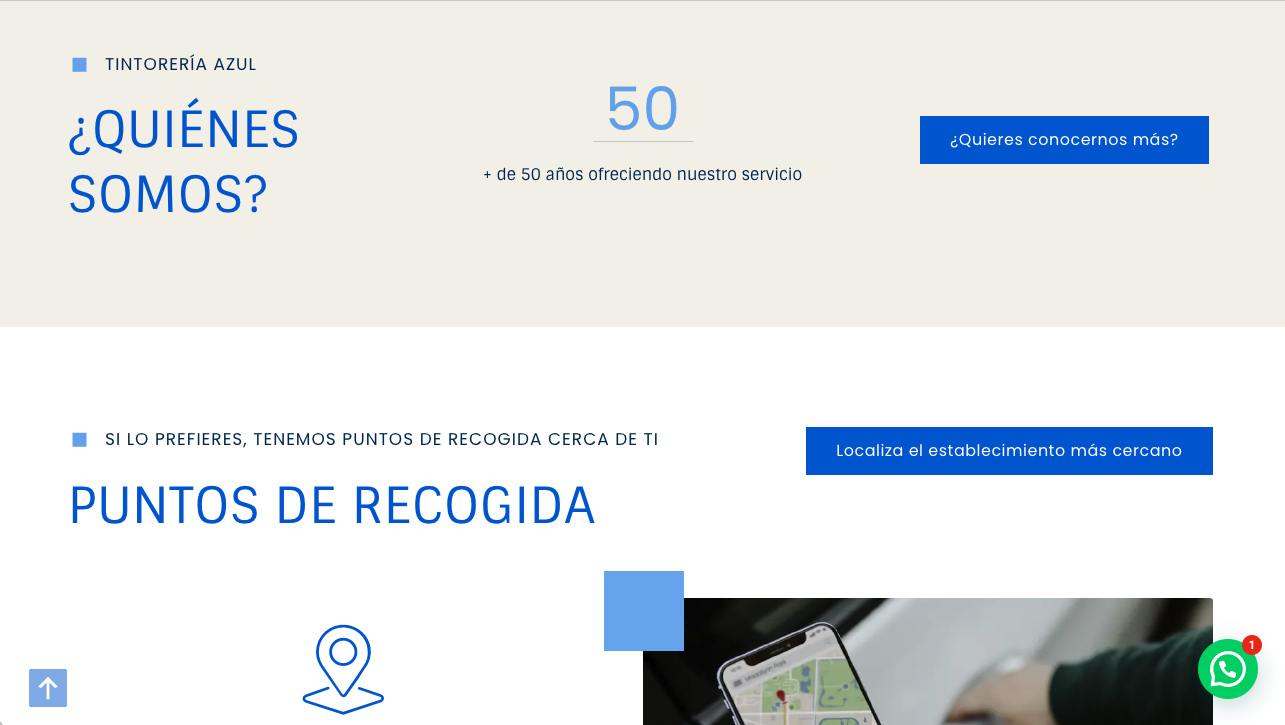 TINTORERÍA AZUL
¿QUIÉNES
SOMOS?
50
+ de 50 años ofreciendo nuestro servicio
¿Quieres conocernos más?
SI LO PREFIERES, TENEMOS PUNTOS DE RECOGIDA CERCA DE TI
PUNTOS DE RECOGIDA
Localiza el establecimiento más cercano
1